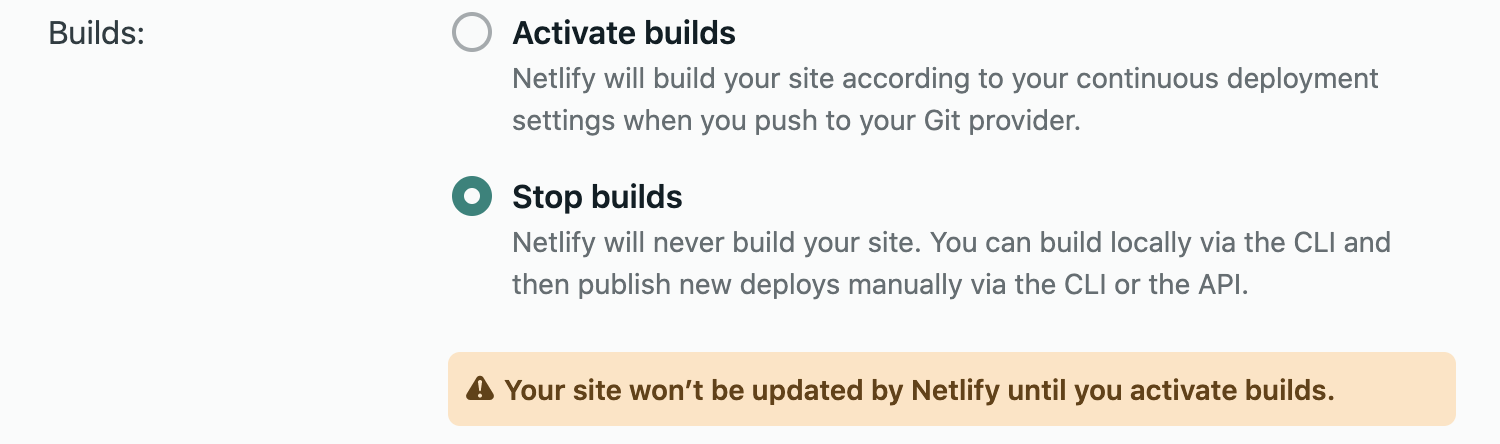 Builds:
Activate builds
Netlify will build your site according to your continuous deployment
settings when you push to your Git provider.
Stop builds
Netlify will never build your site. You can build locally via the CLI and
then publish new deploys manually via the CLI or the API.
Your site won’t be updated by Netlify until you activate builds.